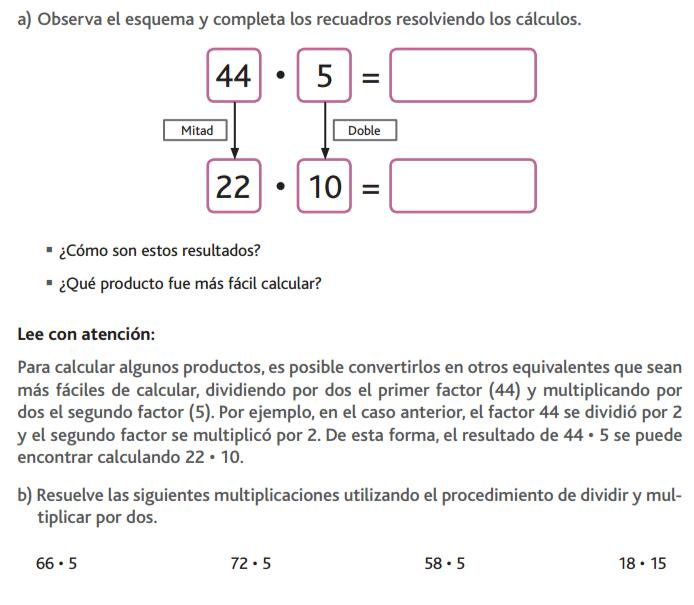 a) Observa el esquema y completa los recuadros resolviendo los cálculos.
44 • 5 =
Mitad Doble
22 • 10 =
▪ ¿Cómo son estos resultados?
▪ ¿Qué producto fue más fácil calcular?
Lee con atención:
Para calcular algunos productos, es posible convertirlos en otros equivalentes que sean
más fáciles de calcular, dividiendo por dos el primer factor (44) y multiplicando por
dos el segundo factor (5). Por ejemplo, en el caso anterior, el factor 44 se dividió por 2
y el segundo factor se multiplicó por 2. De esta forma, el resultado de 44 • 5 se puede
encontrar calculando 22 • 10.
b) Resuelve las siguientes multiplicaciones utilizando el procedimiento de dividir y mul-
tiplicar por dos.
66 • 5 72 • 5 58 • 5 18 • 15